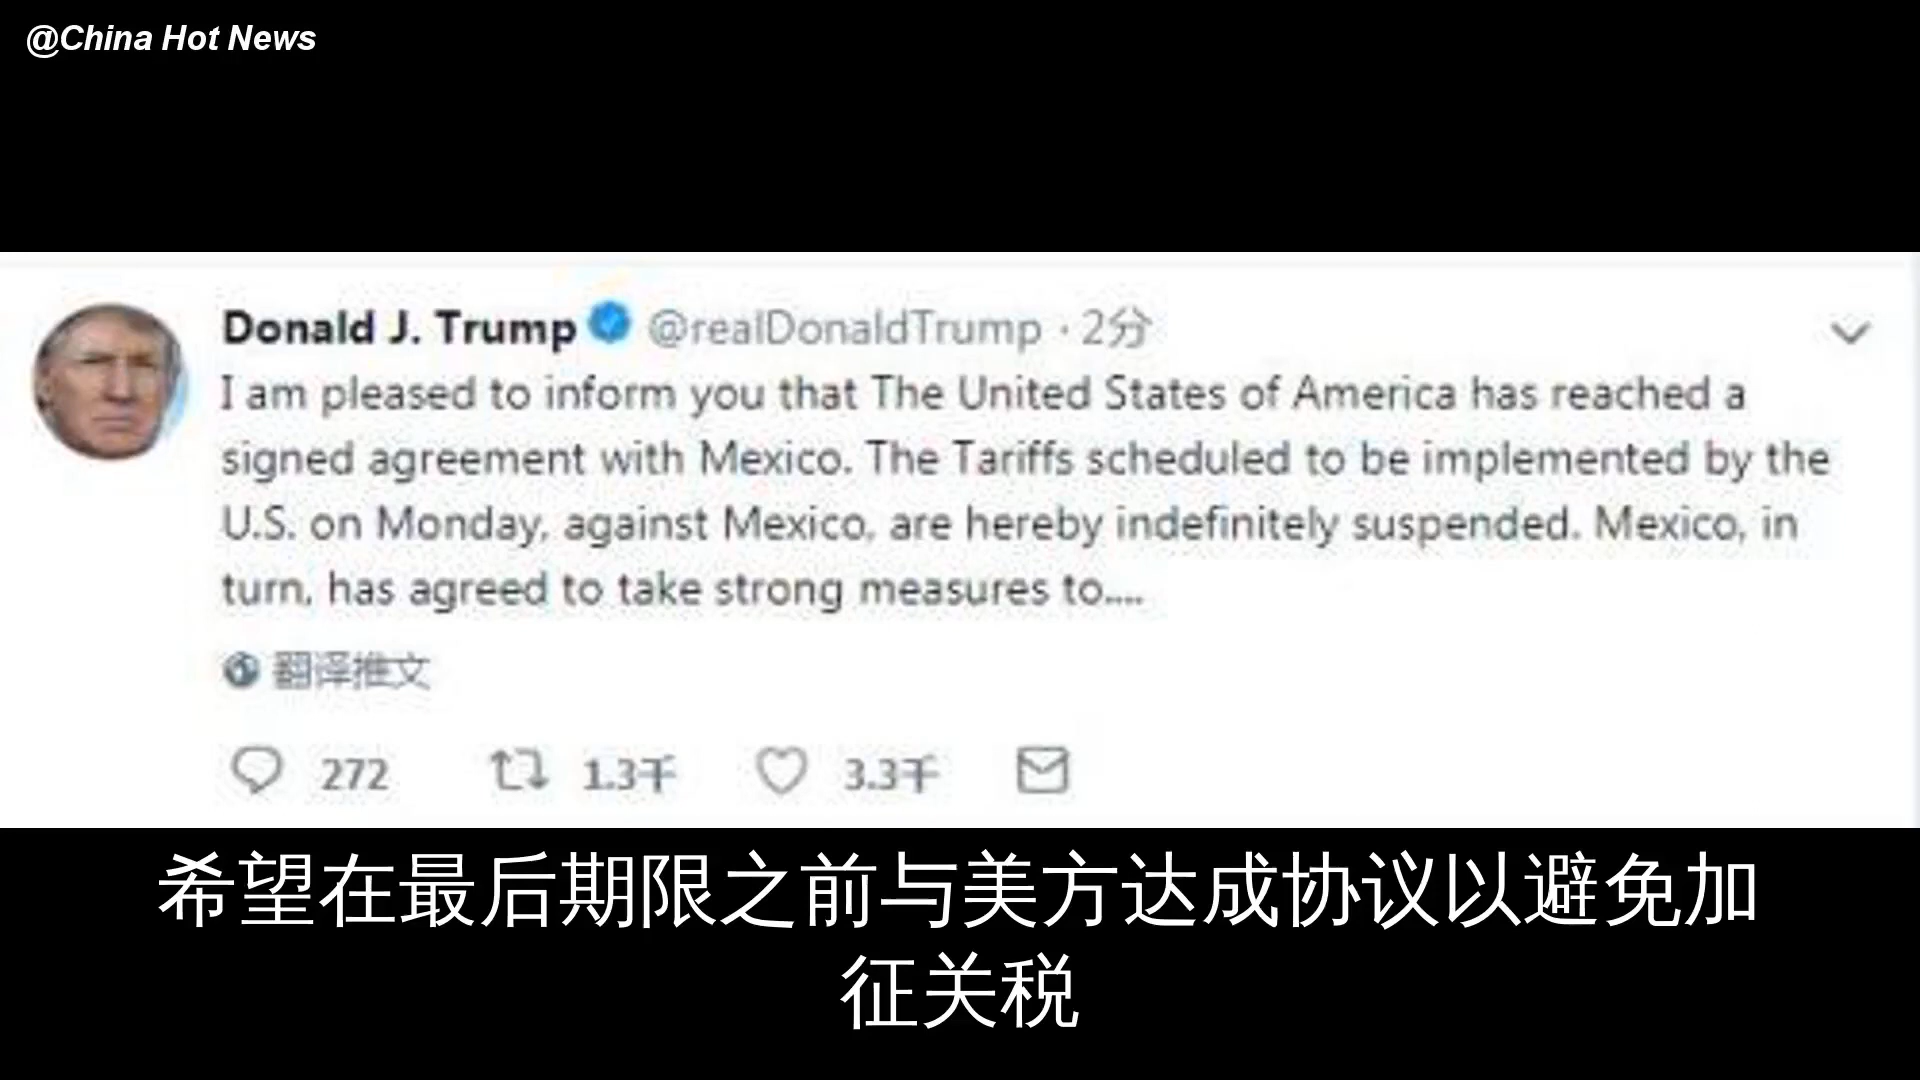 @China Hot News
Donald J. Trump @realDonaldTrump · 2分
I am pleased to inform you that The United States of America has reached a
signed agreement with Mexico. The Tariffs scheduled to be implemented by the
U.S. on Monday, against Mexico, are hereby indefinitely suspended. Mexico, in
turn, has agreed to take strong measures to....
翻译推文
272 1.3千 3.3千
希望在最后期限之前与美方达成协议以避免加
征关税